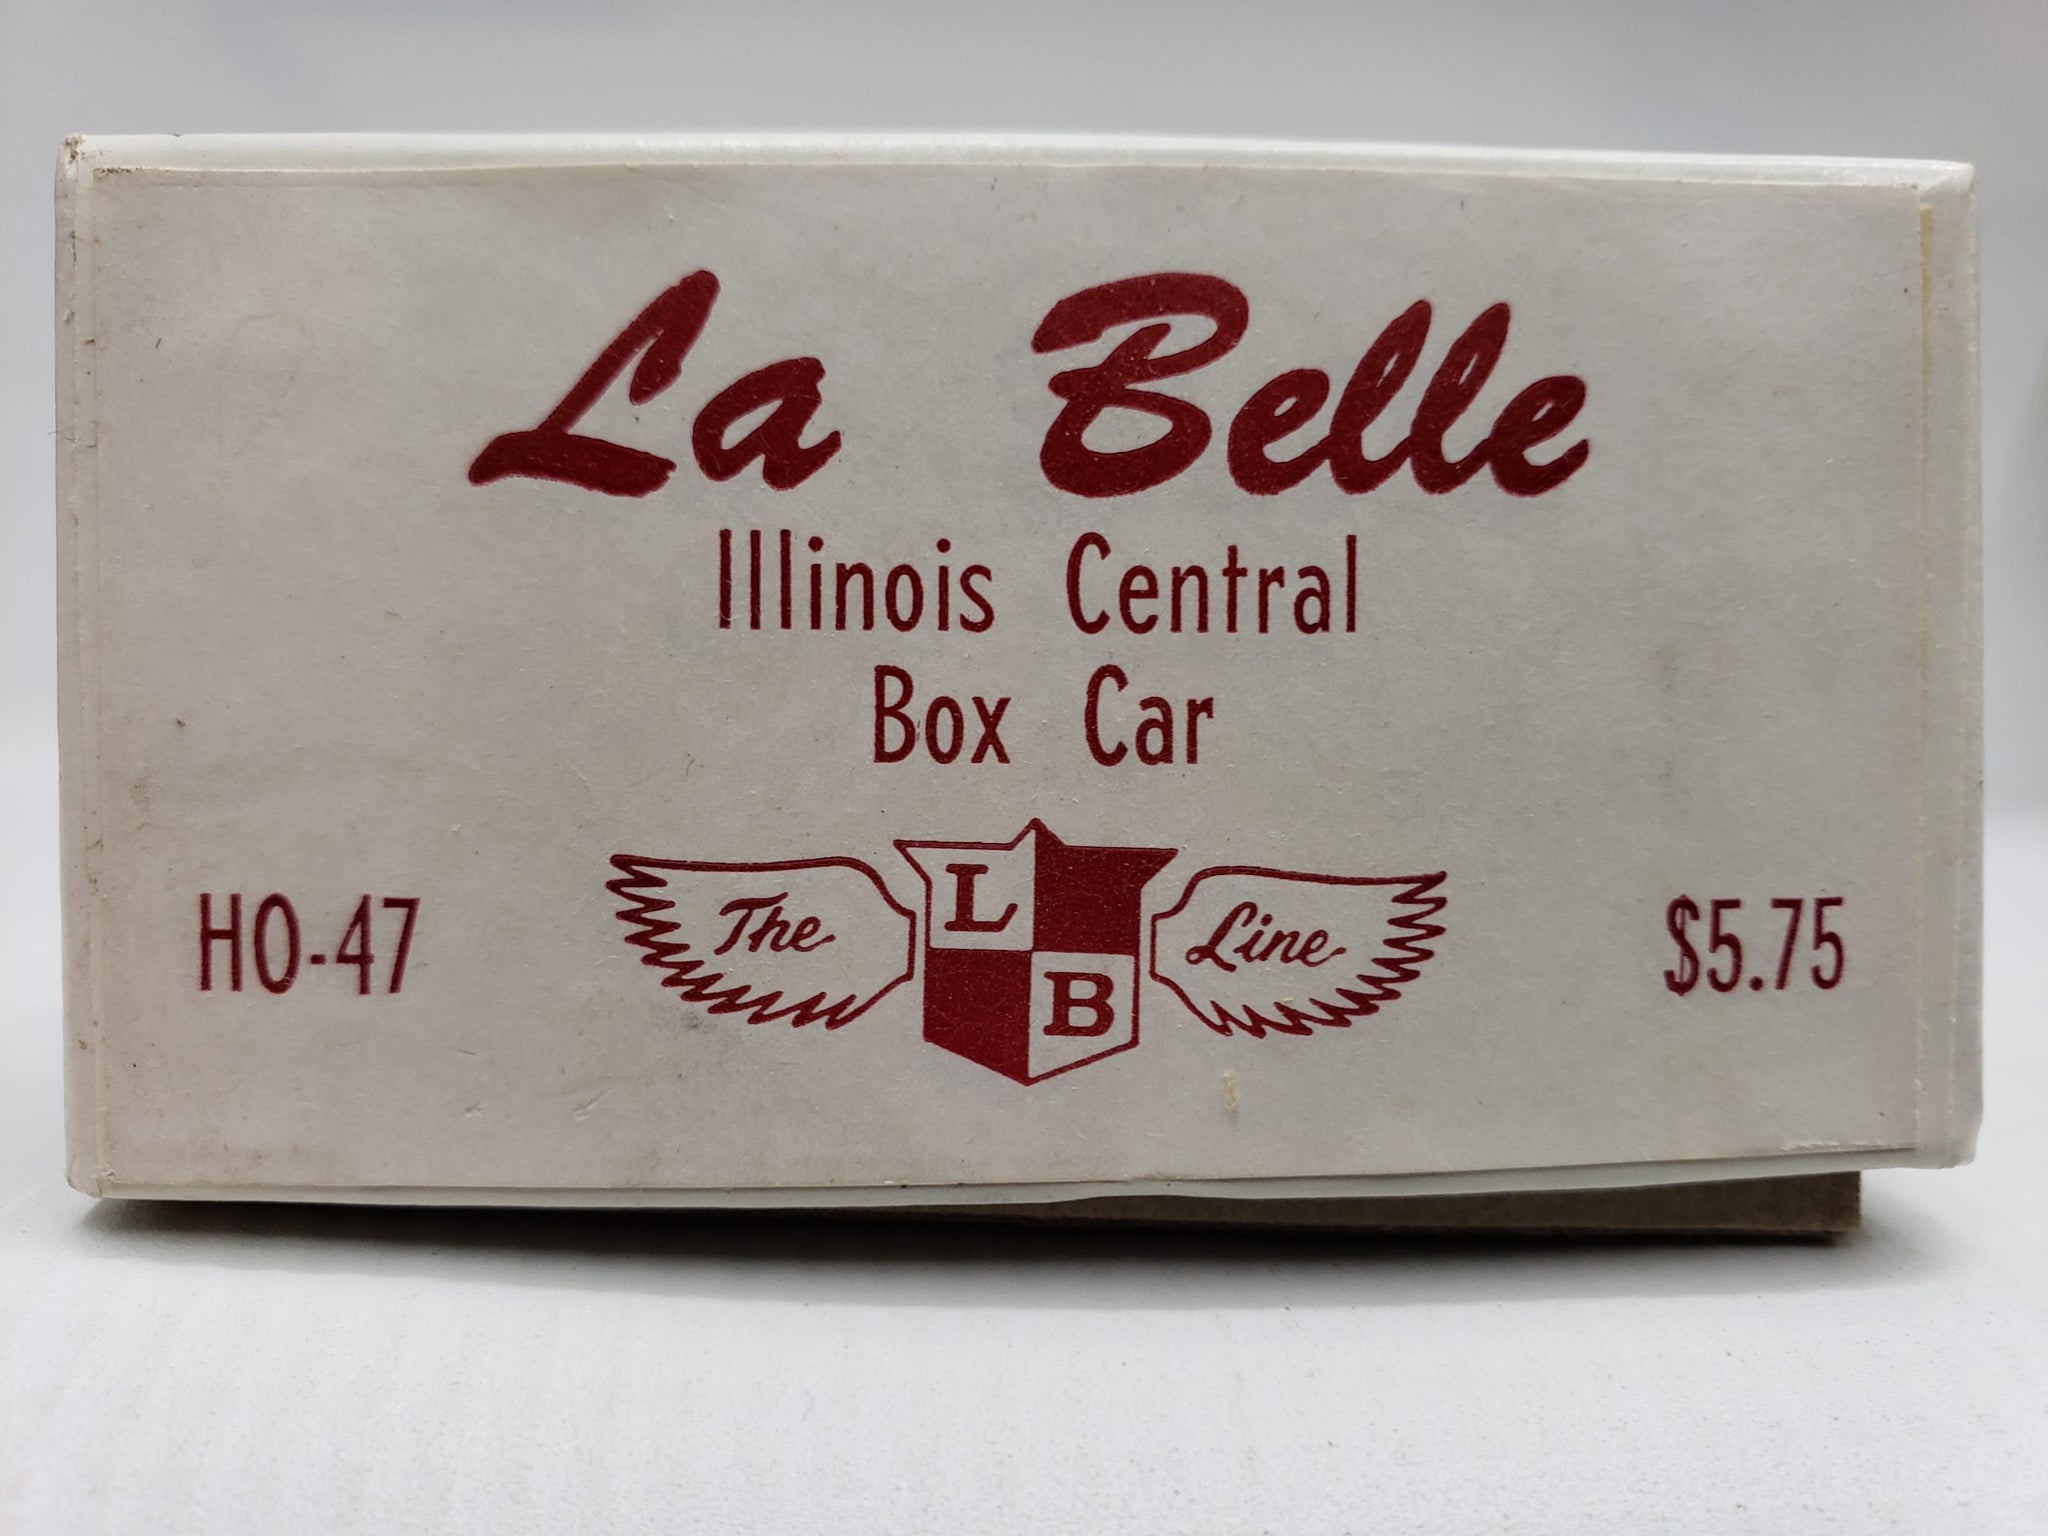 La Belle
Illinois Central
Box Car
HO-47
The L B Line
$5.75